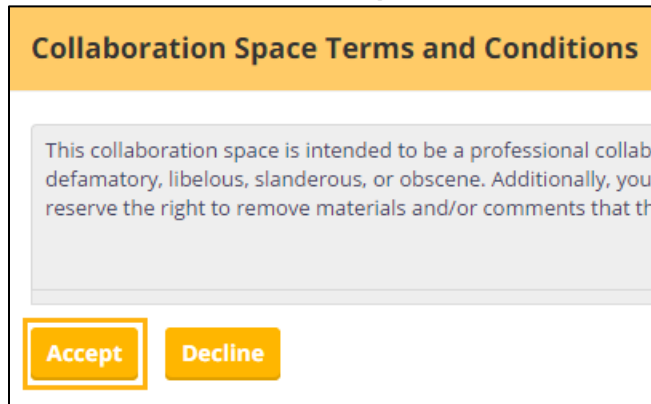 Collaboration Space Terms and Conditions
This collaboration space is intended to be a professional collab
defamatory, libelous, slanderous, or obscene. Additionally, you
reserve the right to remove materials and/or comments that th
Accept Decline